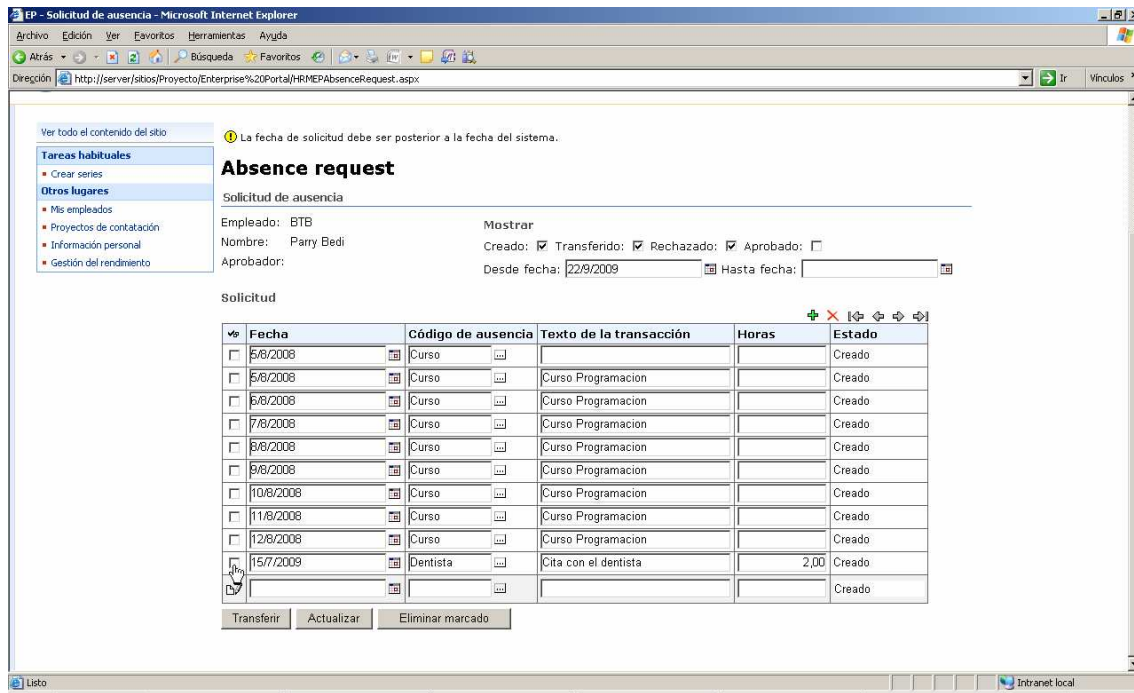 EP - Solicitud de ausencia - Microsoft Internet Explorer
Archivo Edición Ver Favoritos Herramientas Ayuda
Atrás Búsqueda Favoritos
Dirección http://server/sitios/Proyecto/Enterprise%20Portal/HRMEPAbsenceRequest.aspx Ir Vínculos »
Ver todo el contenido del sitio
Tareas habituales
Crear series
Otros lugares
Mis empleados
Proyectos de contatación
Información personal
Gestión del rendimiento
La fecha de solicitud debe ser posterior a la fecha del sistema.
Absence request
Solicitud de ausencia
Empleado: BTB Mostrar
Nombre: Parry Bedi Creado: Transferido: Rechazado: Aprobado:
Aprobador: Desde fecha: 22/9/2009 Hasta fecha:
Solicitud
Fecha Código de ausencia Texto de la transacción Horas Estado
5/8/2008 Curso ... Creado
5/8/2008 Curso ... Curso Programacion Creado
6/8/2008 Curso ... Curso Programacion Creado
7/8/2008 Curso ... Curso Programacion Creado
8/8/2008 Curso ... Curso Programacion Creado
9/8/2008 Curso ... Curso Programacion Creado
10/8/2008 Curso ... Curso Programacion Creado
11/8/2008 Curso ... Curso Programacion Creado
12/8/2008 Curso ... Curso Programacion Creado
15/7/2009 Dentista ... Cita con el dentista 2,00 Creado
... Creado
Transferir Actualizar Eliminar marcado
Listo Intranet local